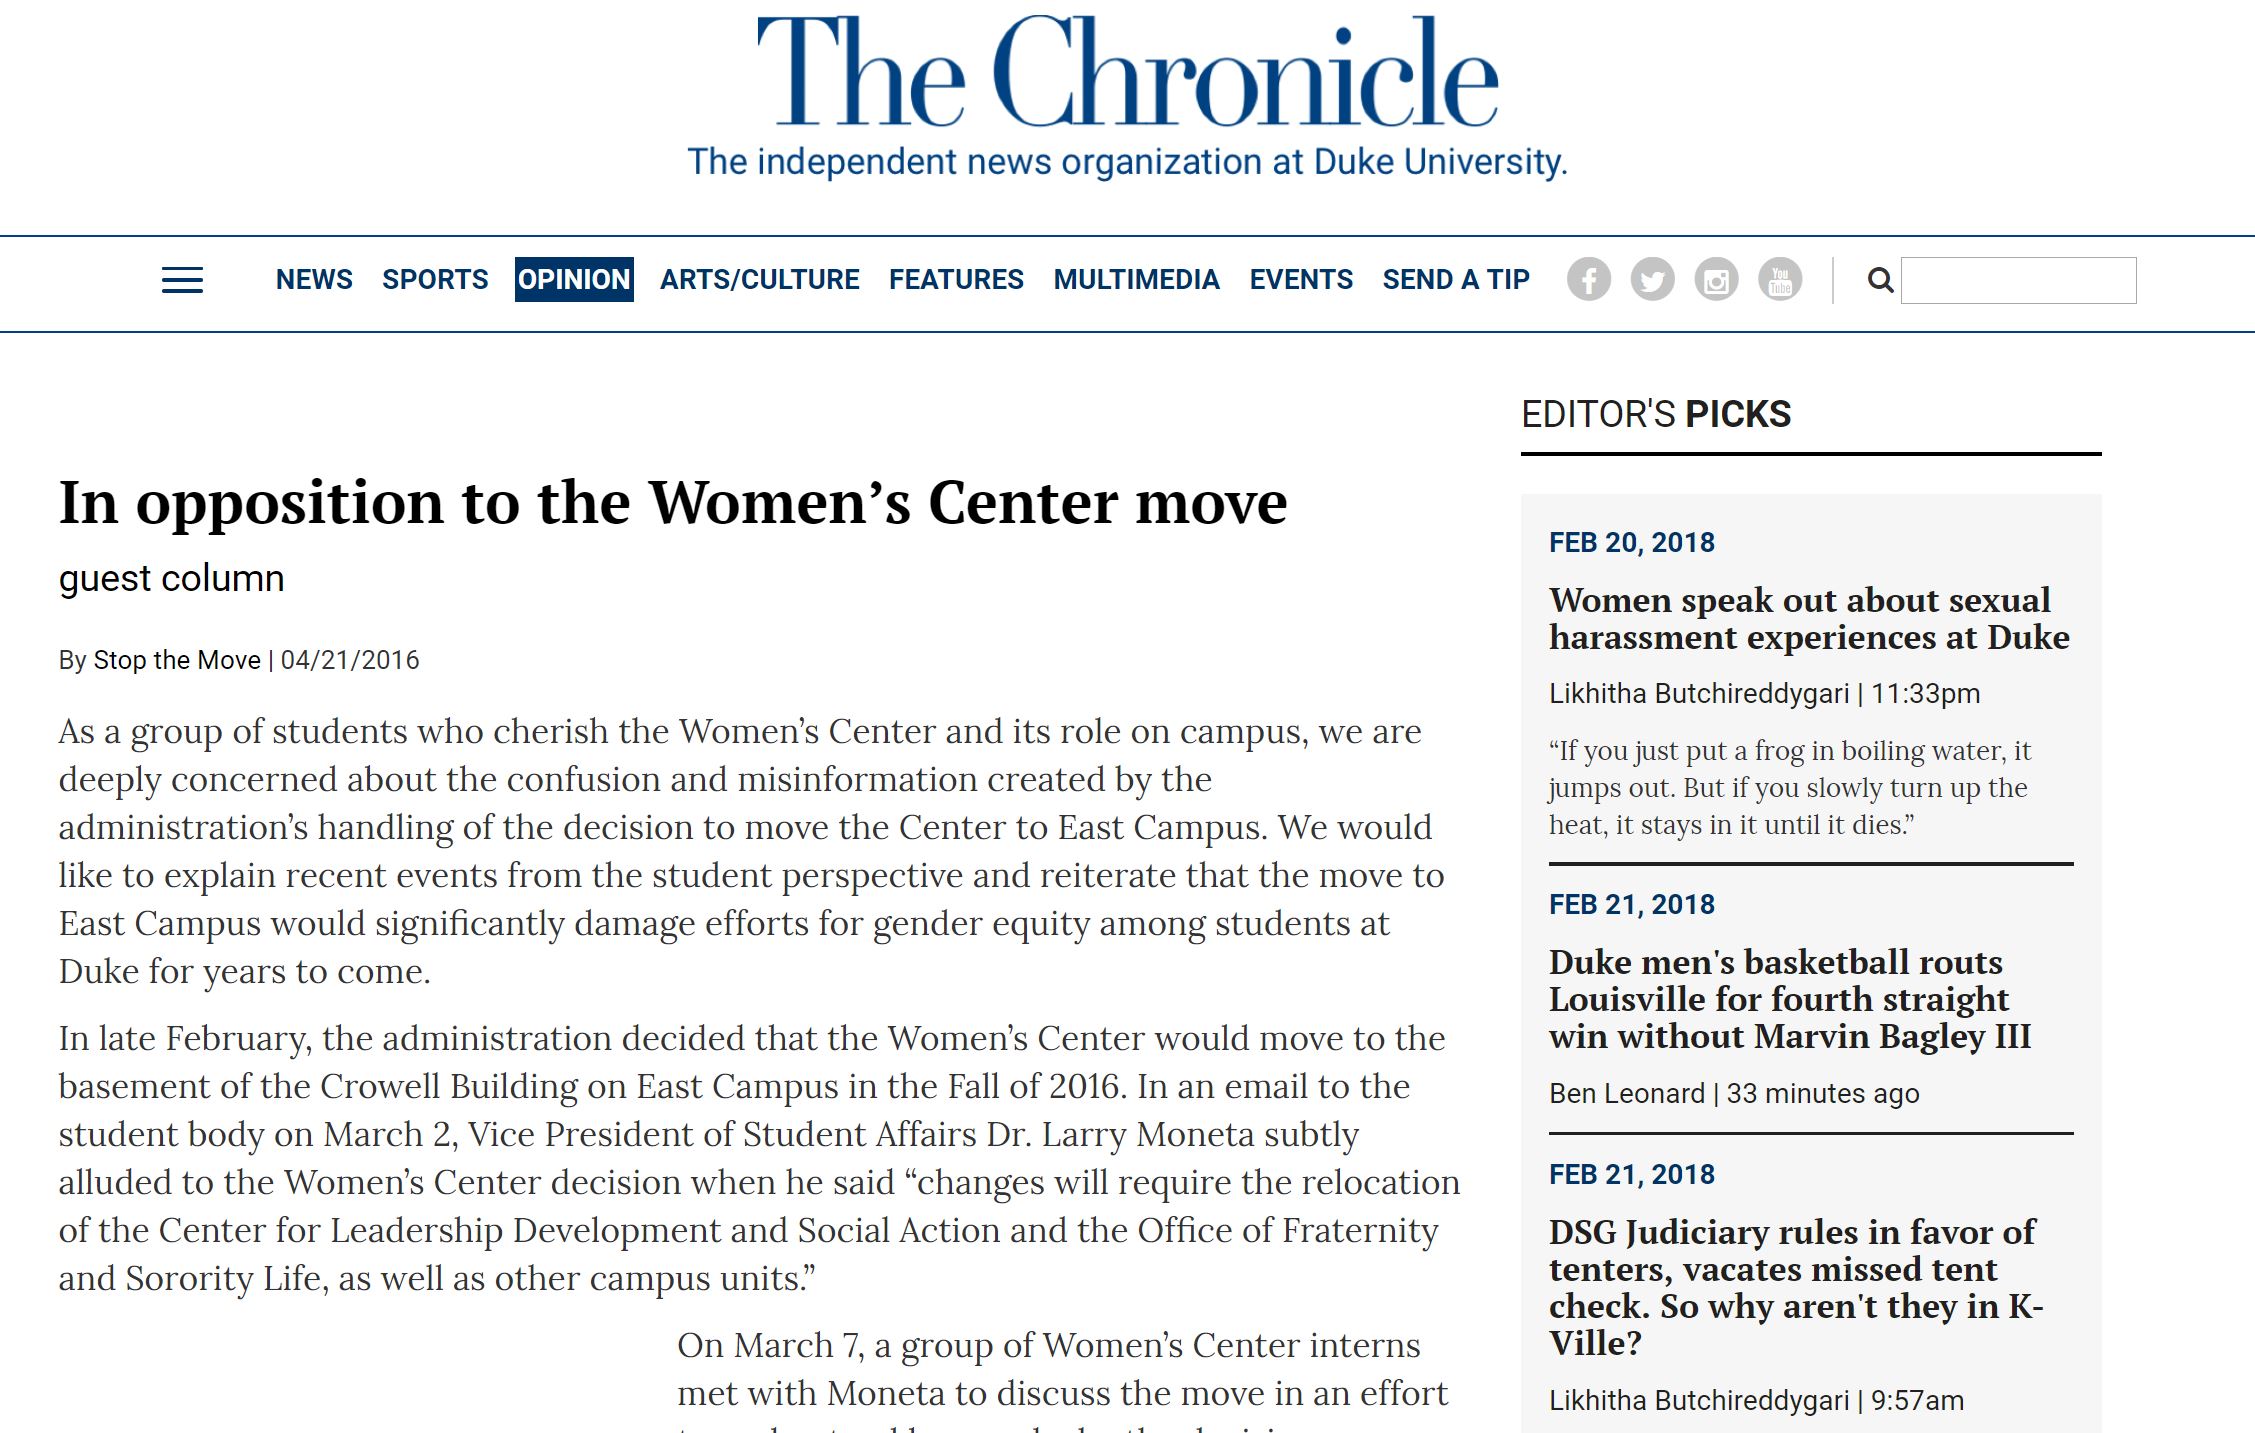 The Chronicle
The independent news organization at Duke University.
NEWS SPORTS OPINION ARTS/CULTURE FEATURES MULTIMEDIA EVENTS SEND A TIP
You
Tube
In opposition to the Women’s Center move
guest column
By Stop the Move | 04/21/2016
As a group of students who cherish the Women’s Center and its role on campus, we are
deeply concerned about the confusion and misinformation created by the
administration’s handling of the decision to move the Center to East Campus. We would
like to explain recent events from the student perspective and reiterate that the move to
East Campus would significantly damage efforts for gender equity among students at
Duke for years to come.
In late February, the administration decided that the Women’s Center would move to the
basement of the Crowell Building on East Campus in the Fall of 2016. In an email to the
student body on March 2, Vice President of Student Affairs Dr. Larry Moneta subtly
alluded to the Women’s Center decision when he said “changes will require the relocation
of the Center for Leadership Development and Social Action and the Office of Fraternity
and Sorority Life, as well as other campus units.”
On March 7, a group of Women’s Center interns
met with Moneta to discuss the move in an effort
EDITOR'S PICKS
FEB 20, 2018
Women speak out about sexual
harassment experiences at Duke
Likhitha Butchireddygari | 11:33pm
“If you just put a frog in boiling water, it
jumps out. But if you slowly turn up the
heat, it stays in it until it dies.”
FEB 21, 2018
Duke men's basketball routs
Louisville for fourth straight
win without Marvin Bagley III
Ben Leonard | 33 minutes ago
FEB 21, 2018
DSG Judiciary rules in favor of
tenters, vacates missed tent
check. So why aren't they in K-
Ville?
Likhitha Butchireddygari | 9:57am